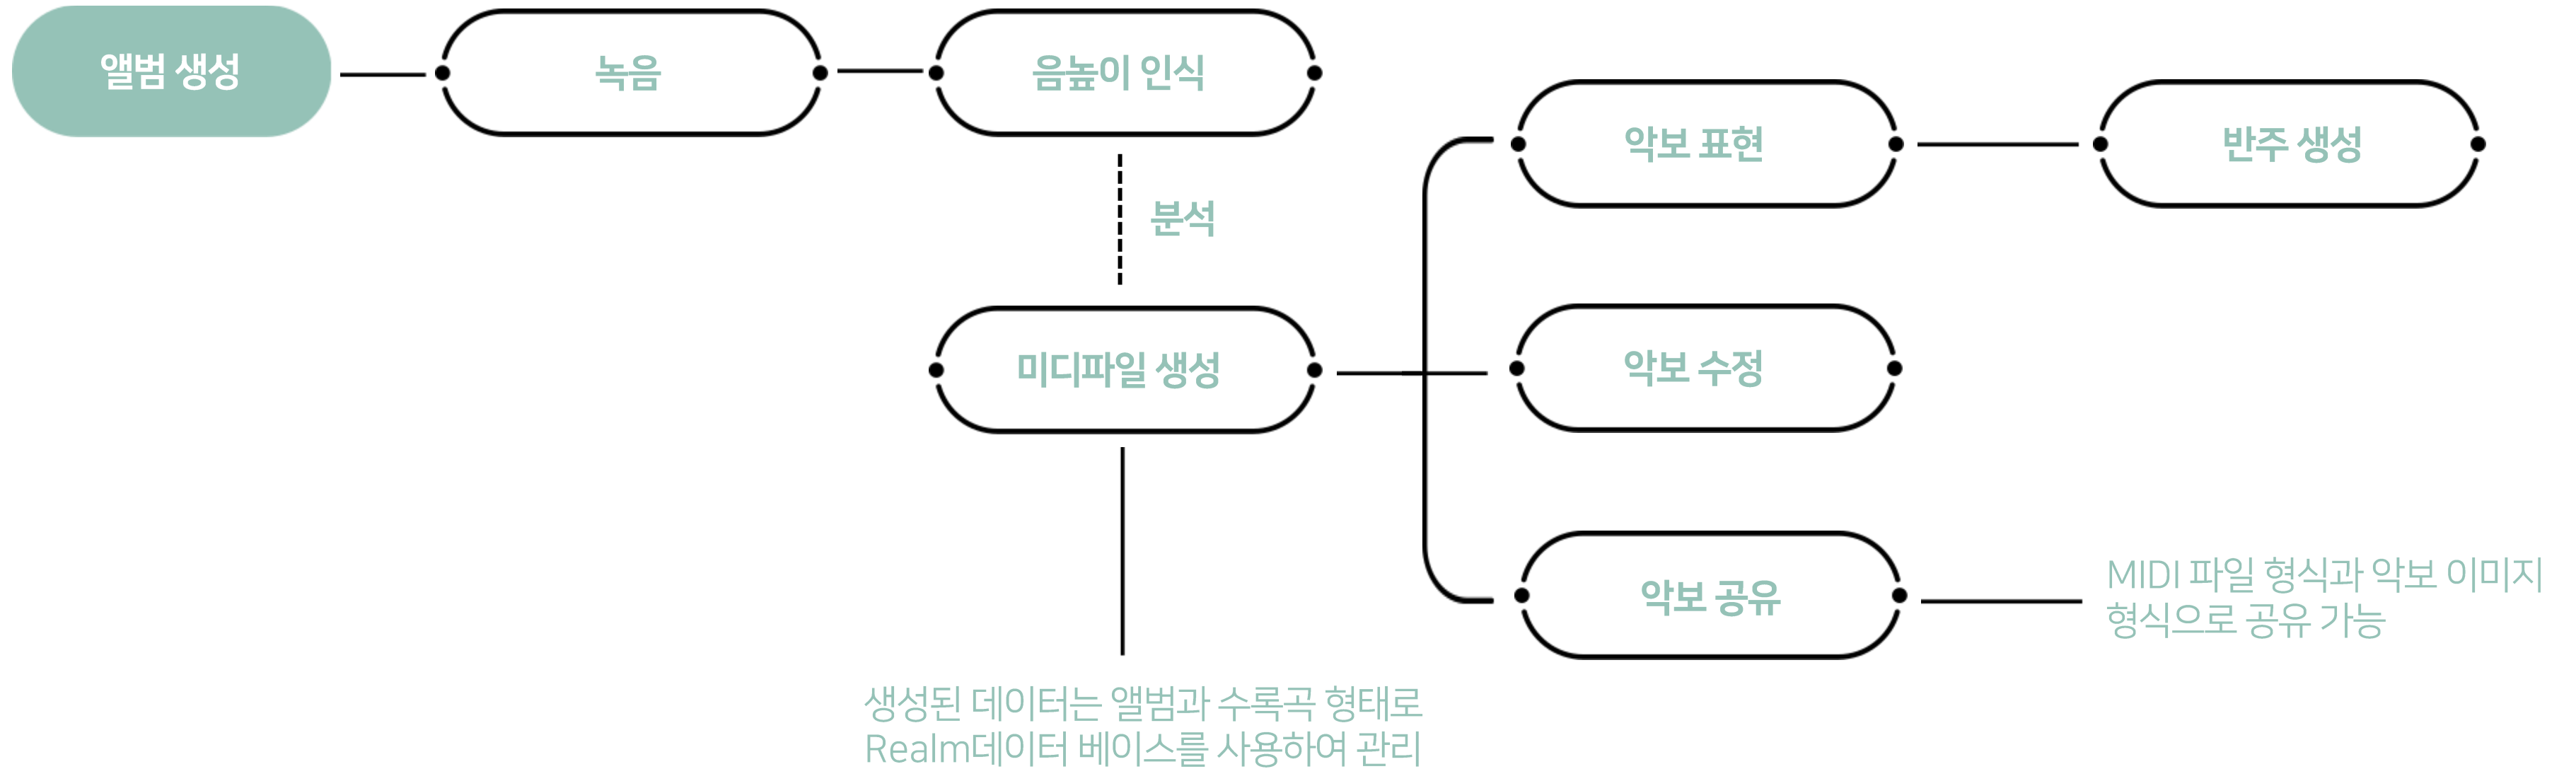 앨범 생성
녹음
음높이 인식
분석
미디파일 생성
악보 표현
반주 생성
악보 수정
악보 공유
MIDI 파일 형식과 악보 이미지
형식으로 공유 가능
생성된 데이터는 앨범과 수록곡 형태로
Realm데이터 베이스를 사용하여 관리